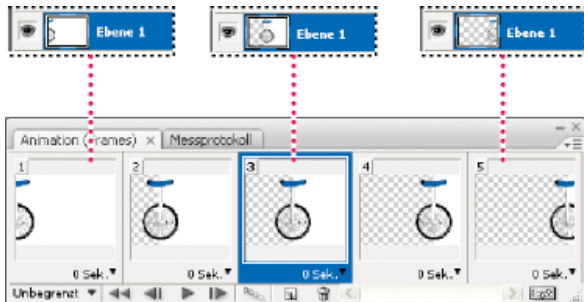 Ebene 1
Ebene 1
Ebene 1
Animation (Frames) × Messprotokoll
1 2 3 4 5
0 Sek. 0 Sek. 0 Sek. 0 Sek. 0 Sek.
Unbegrenzt